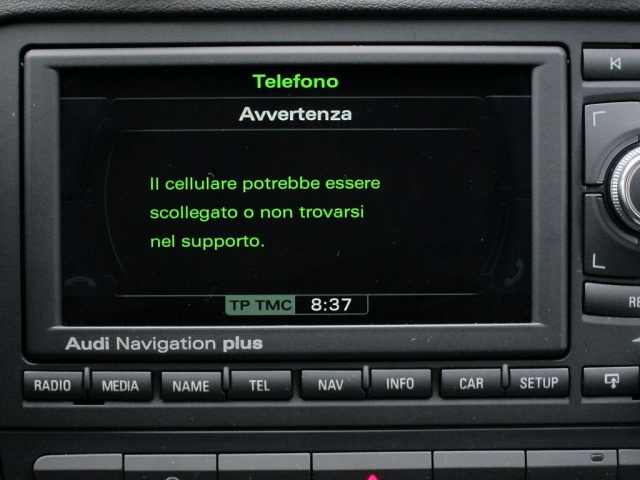 Telefono
Avvertenza
Il cellulare potrebbe essere
scollegato o non trovarsi
nel supporto.
TP TMC 8:37
Audi Navigation plus
RADIO MEDIA NAME TEL NAV INFO CAR SETUP